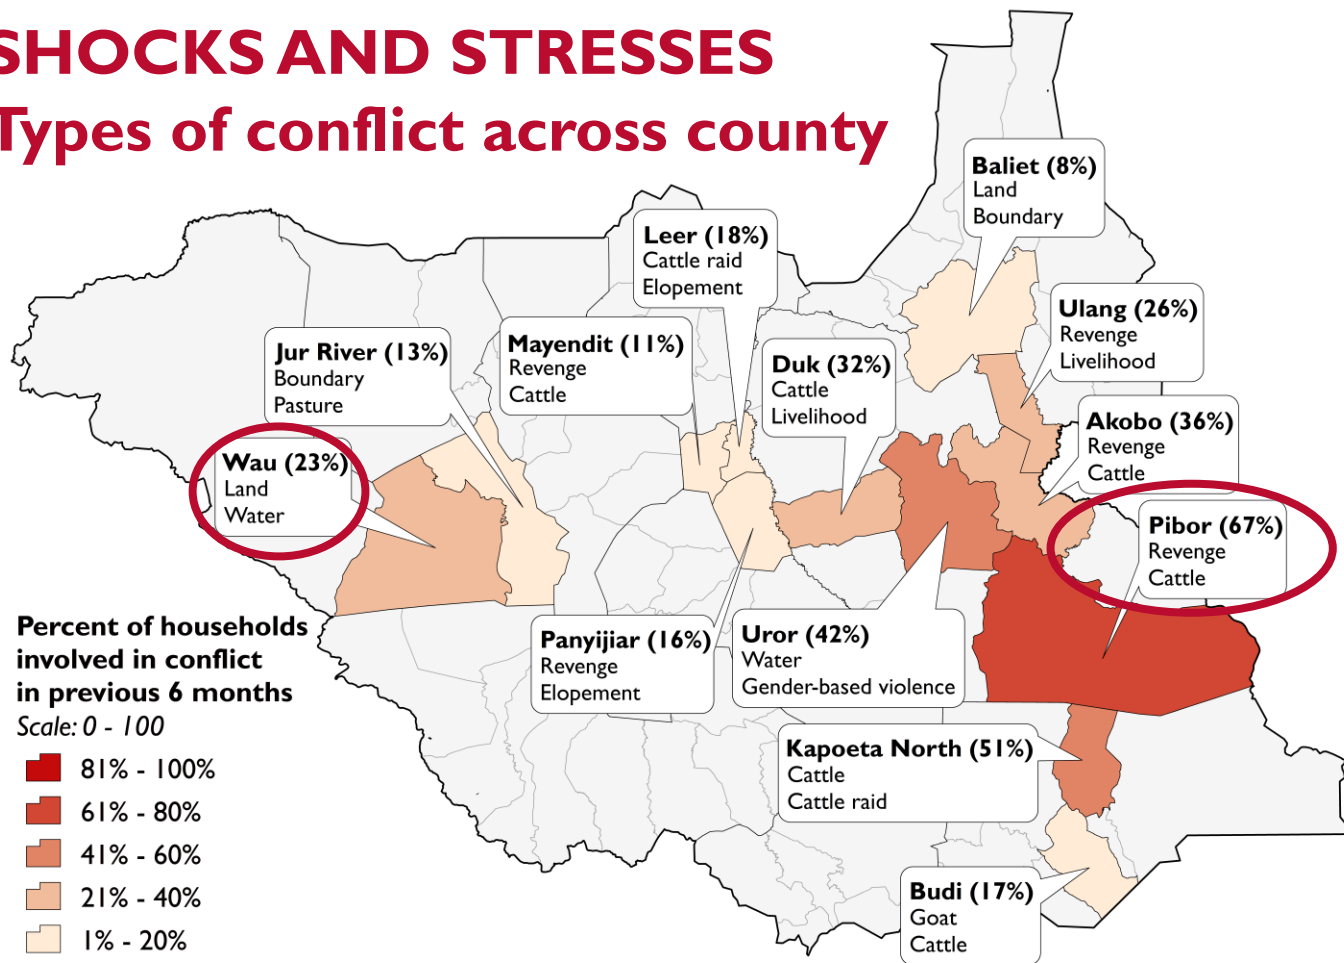 SHOCKS AND STRESSES
Types of conflict across county
Baliet (8%)
Land
Boundary
Leer (18%)
Cattle raid
Elopement
Ulang (26%)
Revenge
Livelihood
Jur River (13%)
Boundary
Pasture
Mayendit (11%)
Revenge
Cattle
Duk (32%)
Cattle
Livelihood
Akobo (36%)
Revenge
Cattle
Wau (23%)
Land
Water
Pibor (67%)
Revenge
Cattle
Panyijiar (16%)
Revenge
Elopement
Uror (42%)
Water
Gender-based violence
Kapoeta North (51%)
Cattle
Cattle raid
Budi (17%)
Goat
Cattle
Percent of households
involved in conflict
in previous 6 months
Scale: 0 - 100
81% - 100%
61% - 80%
41% - 60%
21% - 40%
1% - 20%